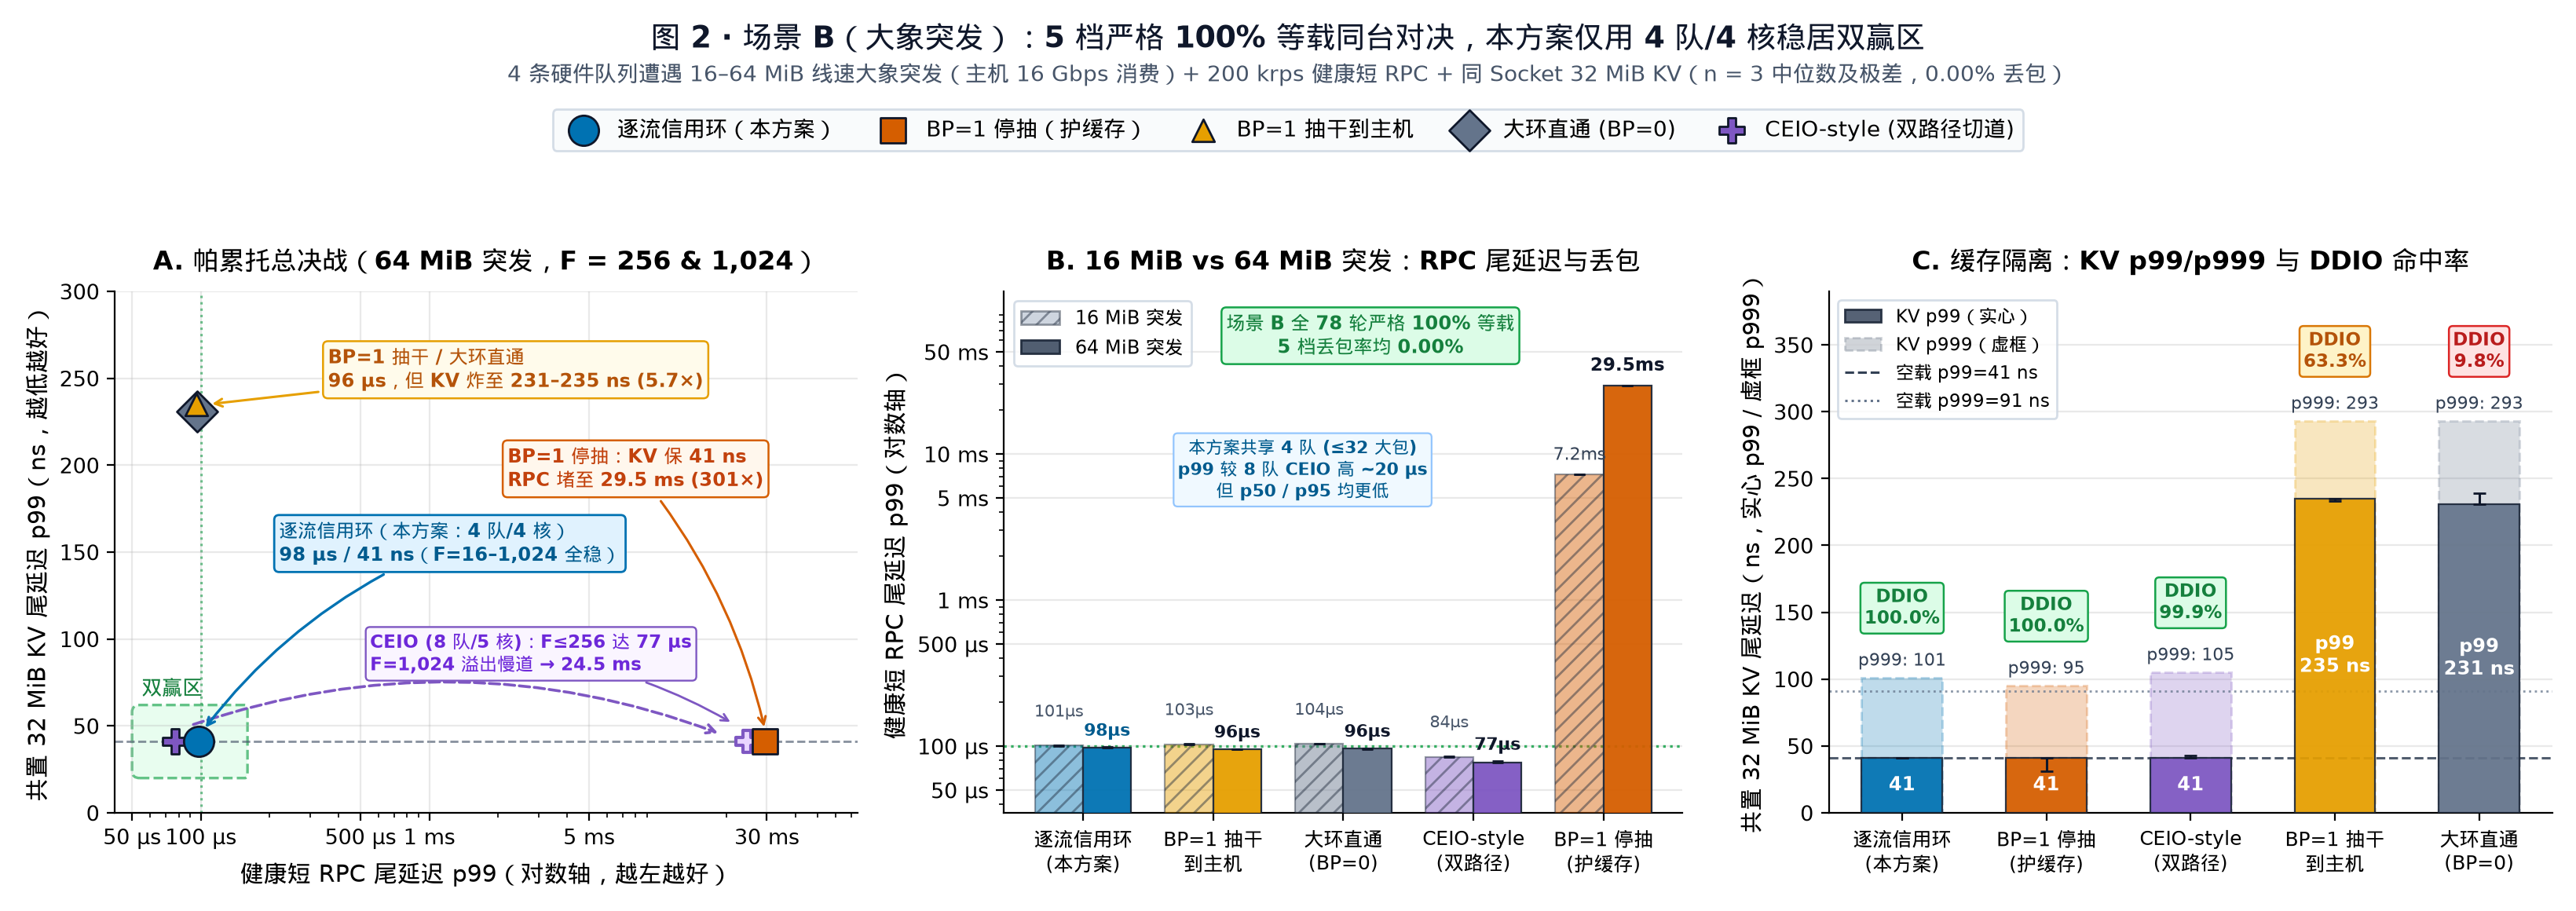 图 2 · 场景 B（大象突发）: 5 档严格 100% 等载同台对决，本方案仅用 4 队/4 核稳居双赢区
4 条硬件队列遭遇 16–64 MiB 线速大象突发（主机 16 Gbps 消费）+ 200 krps 健康短 RPC + 同 Socket 32 MiB KV（n = 3 中位数及极差，0.00% 丢包）
逐流信用环（本方案）
BP=1 停抽（护缓存）
BP=1 抽干到主机
大环直通 (BP=0)
CEIO-style (双路径切道)
A. 帕累托总决战（64 MiB 突发，F = 256 & 1,024）
共置 32 MiB KV 尾延迟 p99（ns，越低越好）
300
250
200
150
100
50
0
BP=1 抽干 / 大环直通
96 µs，但 KV 炸至 231–235 ns (5.7×)
BP=1 停抽：KV 保 41 ns
RPC 堵至 29.5 ms (301×)
逐流信用环（本方案：4 队/4 核）
98 µs / 41 ns（F=16–1,024 全稳）
CEIO (8 队/5 核)：F≤256 达 77 µs
F=1,024 溢出慢道 → 24.5 ms
双赢区
50 µs 100 µs 500 µs 1 ms 5 ms 30 ms
健康短 RPC 尾延迟 p99（对数轴，越左越好）
B. 16 MiB vs 64 MiB 突发：RPC 尾延迟与丢包
健康短 RPC 尾延迟 p99（对数轴）
50 ms
10 ms
5 ms
1 ms
500 µs
100 µs
50 µs
16 MiB 突发
64 MiB 突发
场景 B 全 78 轮严格 100% 等载
5 档丢包率均 0.00%
本方案共享 4 队 (≤32 大包)
p99 较 8 队 CEIO 高 ~20 µs
但 p50 / p95 均更低
101µs
98µs
103µs
96µs
104µs
96µs
84µs
77µs
7.2ms
29.5ms
逐流信用环
(本方案)
BP=1 抽干
到主机
大环直通
(BP=0)
CEIO-style
(双路径)
BP=1 停抽
(护缓存)
C. 缓存隔离：KV p99/p999 与 DDIO 命中率
共置 32 MiB KV 尾延迟（ns，实心 p99 / 虚框 p999）
350
300
250
200
150
100
50
0
KV p99（实心）
KV p999（虚框）
空载 p99=41 ns
空载 p999=91 ns
DDIO
100.0%
p999: 101
41
DDIO
100.0%
p999: 95
41
DDIO
99.9%
p999: 105
41
DDIO
63.3%
p999: 293
p99
235 ns
DDIO
9.8%
p999: 293
p99
231 ns
逐流信用环
(本方案)
BP=1 停抽
(护缓存)
CEIO-style
(双路径)
BP=1 抽干
到主机
大环直通
(BP=0)